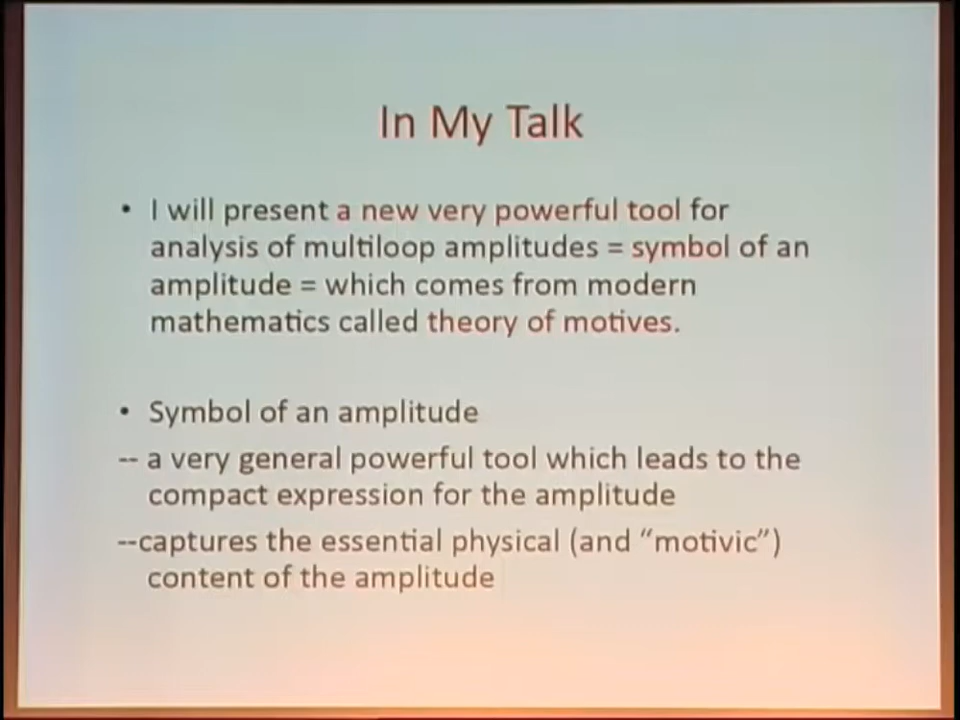 In My Talk
• I will present a new very powerful tool for
analysis of multiloop amplitudes = symbol of an
amplitude = which comes from modern
mathematics called theory of motives.
• Symbol of an amplitude
-- a very general powerful tool which leads to the
compact expression for the amplitude
--captures the essential physical (and “motivic”)
content of the amplitude